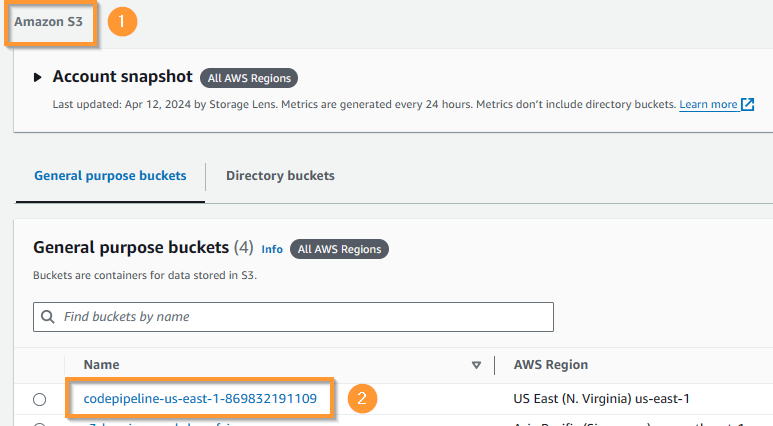 Amazon S3
1
Account snapshot All AWS Regions
Last updated: Apr 12, 2024 by Storage Lens. Metrics are generated every 24 hours. Metrics don't include directory buckets. Learn more
General purpose buckets Directory buckets
General purpose buckets (4) Info All AWS Regions
Buckets are containers for data stored in S3.
Find buckets by name
Name AWS Region
codepipeline-us-east-1-869832191109 2 US East (N. Virginia) us-east-1